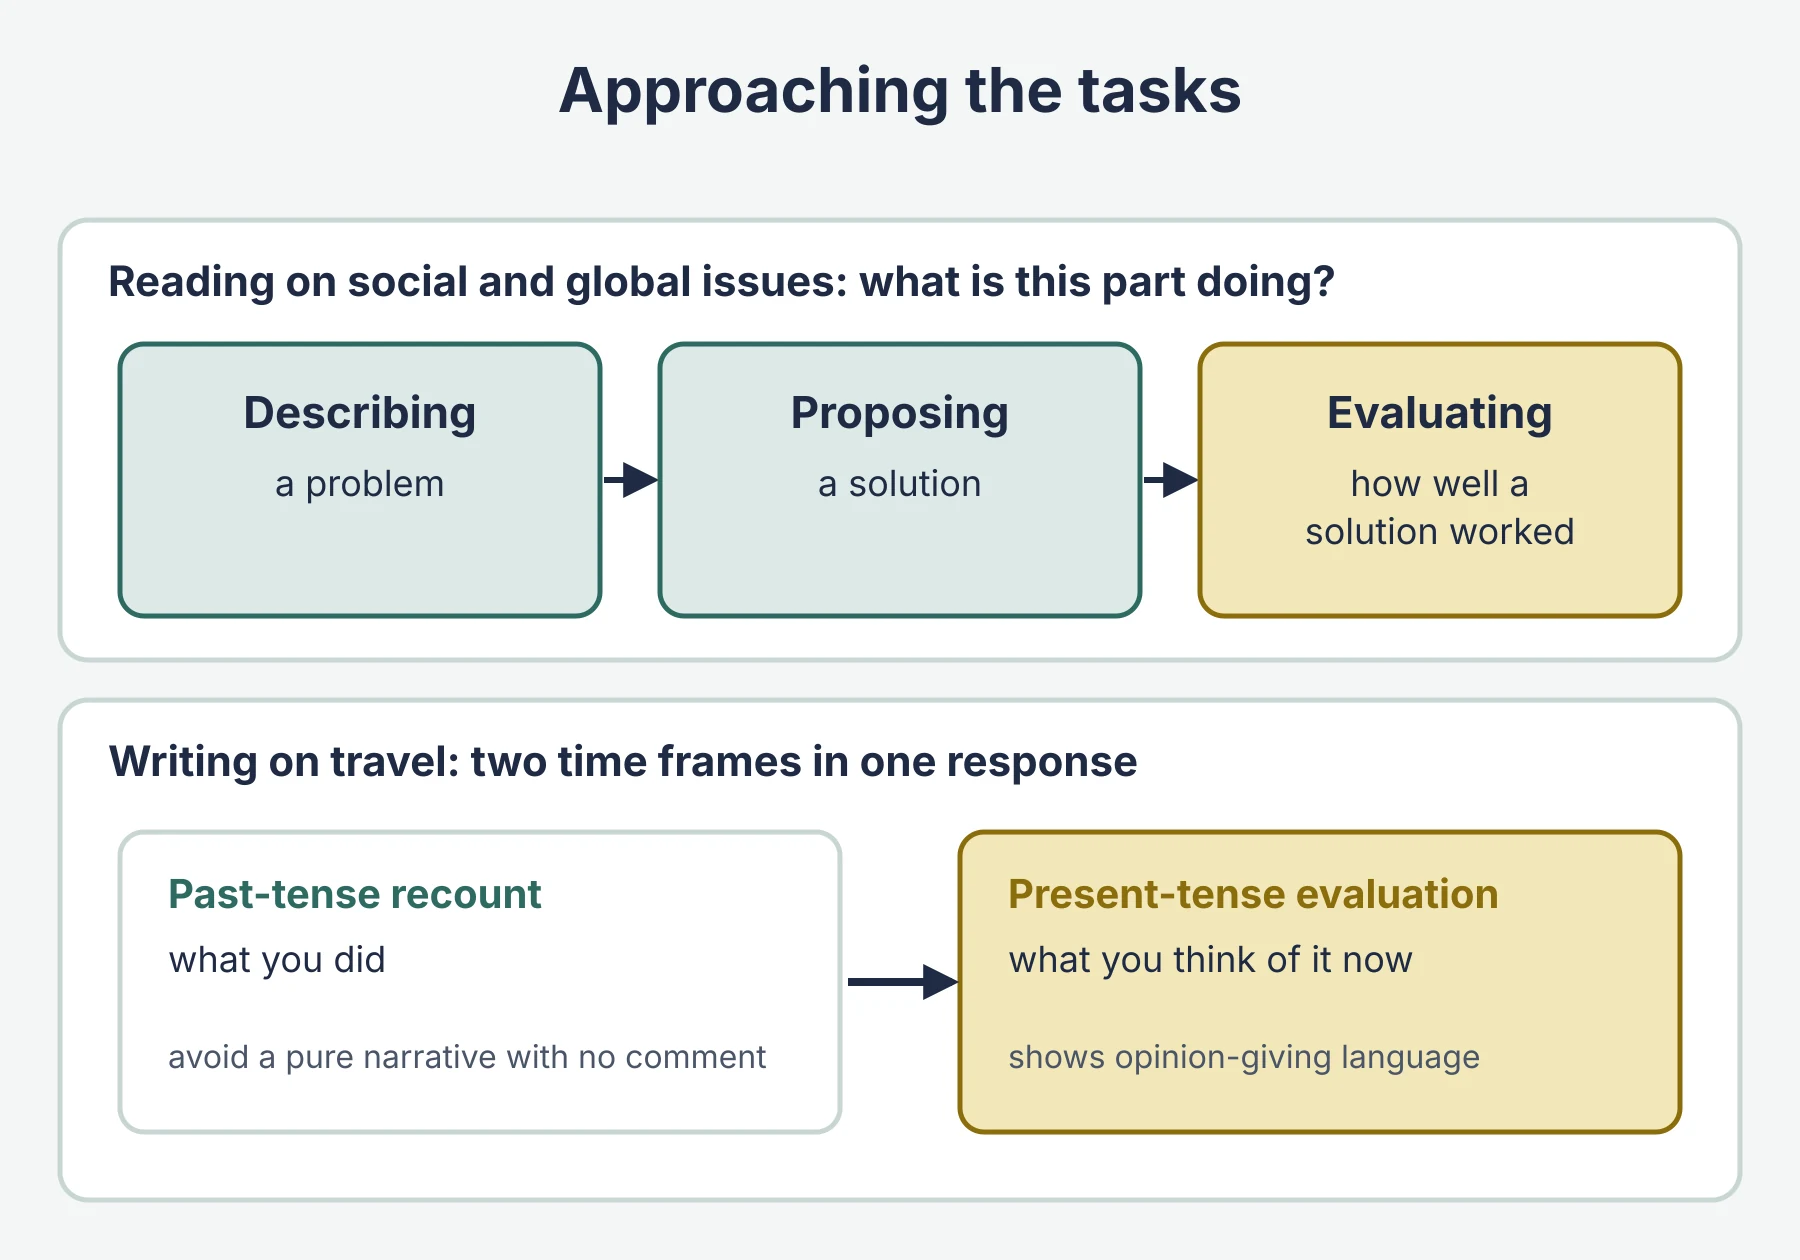 Approaching the tasks
Reading on social and global issues: what is this part doing?
Describing
a problem
Proposing
a solution
Evaluating
how well a
solution worked
Writing on travel: two time frames in one response
Past-tense recount
what you did
avoid a pure narrative with no comment
Present-tense evaluation
what you think of it now
shows opinion-giving language